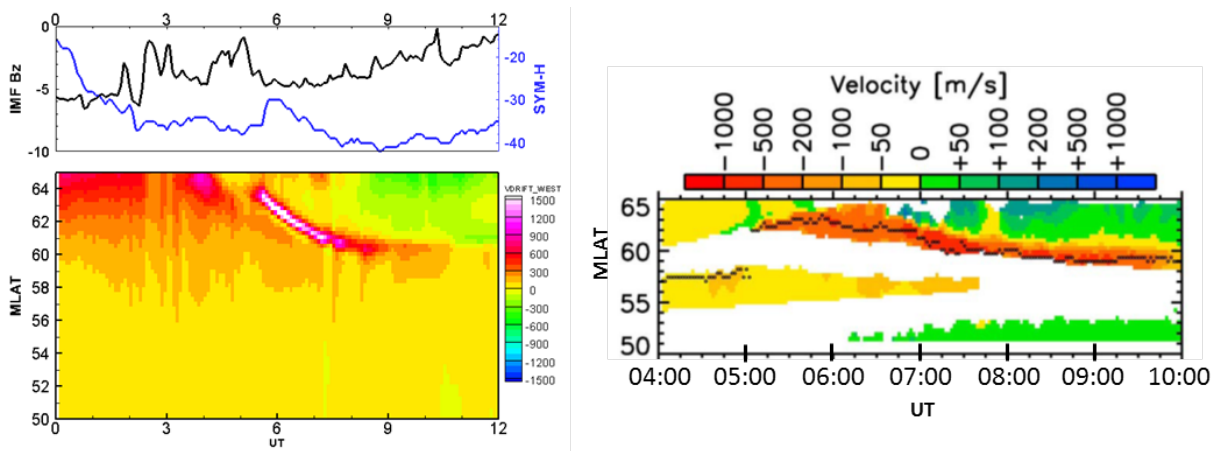 0 3 6 9 12
0
-5
-10
IMF Bz
-20
-30
-40
SYM-H
64
62
60
58
56
54
52
50
MLAT
0 3 6 9 12
UT
VDRIFT_WEST
1500
1200
900
600
300
0
-300
-600
-900
-1200
-1500
Velocity [m/s]
-1000 -500 -200 -100 -50 0 +50 +100 +200 +500 +1000
65
60
55
50
MLAT
04:00 05:00 06:00 07:00 08:00 09:00 10:00
UT